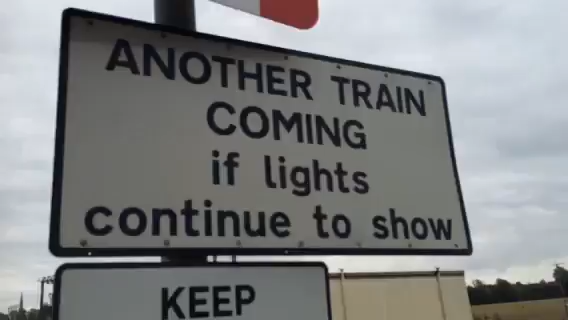 ANOTHER TRAIN
COMING
if lights
continue to show
KEEP